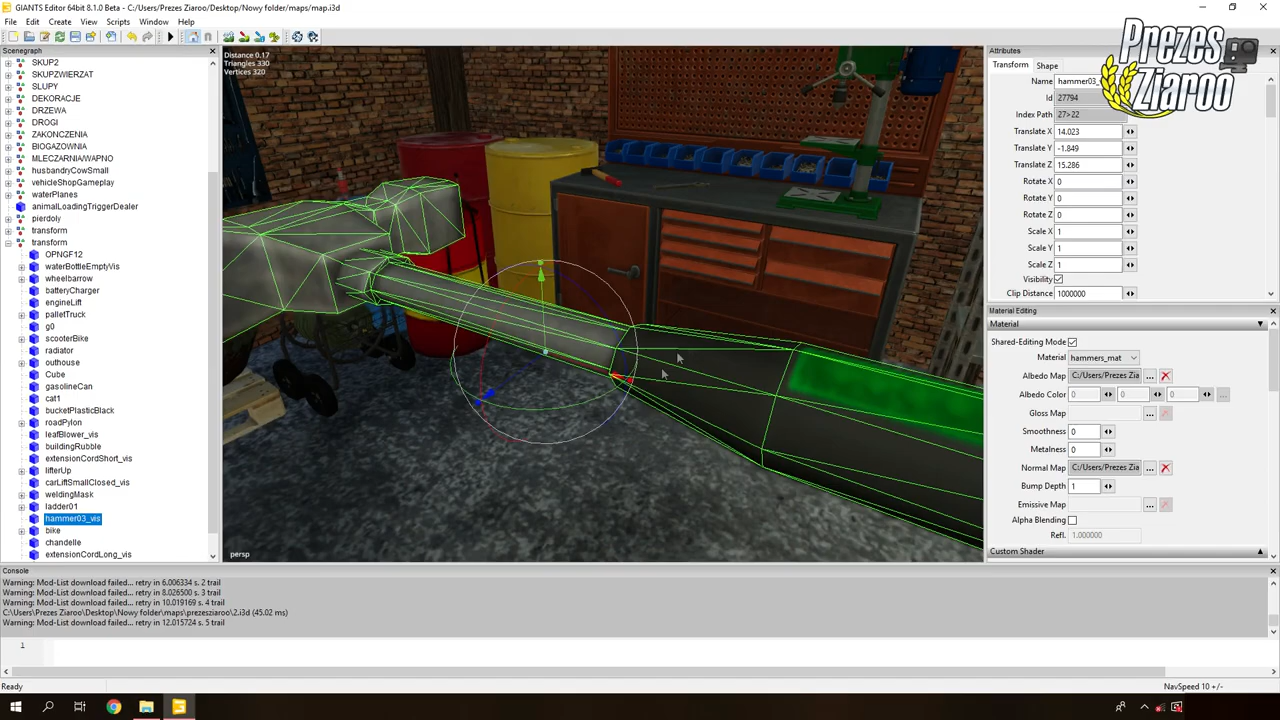 GIANTS Editor 64bit 8.1.0 Beta - C:/Users/Prezes Ziaroo/Desktop/Nowy folder/maps/map.i3d
File Edit Create View Scripts Window Help
Scenegraph
SKUP2
SKUPZWIERZAT
SLUPY
DEKORACJE
DRZEWA
DROGI
ZAKONCZENIA
BIOGAZOWNIA
MLECZARNIA/WAPNO
husbandryCowSmall
vehicleShopGameplay
waterPlanes
animalLoadingTriggerDealer
pierdoly
transform
transform
OPNGF12
waterBottleEmptyVis
wheelbarrow
batteryCharger
engineLift
palletTruck
g0
scooterBike
radiator
outhouse
Cube
gasolineCan
cat1
bucketPlasticBlack
roadPylon
leafBlower_vis
buildingRubble
extensionCordShort_vis
lifterUp
carLiftSmallClosed_vis
weldingMask
ladder01
hammer03_vis
bike
chandelle
extensionCordLong_vis
Distance 0.17
Triangles 330
Vertices 320
persp
Attributes
Transform Shape
Name hammer03_
Id 27794
Index Path 27>22
Translate X 14.023
Translate Y -1.849
Translate Z 15.286
Rotate X 0
Rotate Y 0
Rotate Z 0
Scale X 1
Scale Y 1
Scale Z 1
Visibility
Clip Distance 1000000
Prezes
Ziaroo
Material Editing
Material
Shared-Editing Mode
Material hammers_mat
Albedo Map C:/Users/Prezes Zia ...
Albedo Color 0 0 0 ...
Gloss Map ...
Smoothness 0
Metalness 0
Normal Map C:/Users/Prezes Zia ...
Bump Depth 1
Emissive Map ...
Alpha Blending
Refl. 1.000000
Custom Shader
Console
Warning: Mod-List download failed... retry in 6.006334 s. 2 trail
Warning: Mod-List download failed... retry in 8.026500 s. 3 trail
Warning: Mod-List download failed... retry in 10.019169 s. 4 trail
C:\Users\Prezes Ziaroo\Desktop\Nowy folder\maps\prezesziaroo\2.i3d (45.02 ms)
Warning: Mod-List download failed... retry in 12.015724 s. 5 trail
1
Ready
NavSpeed 10 +/-